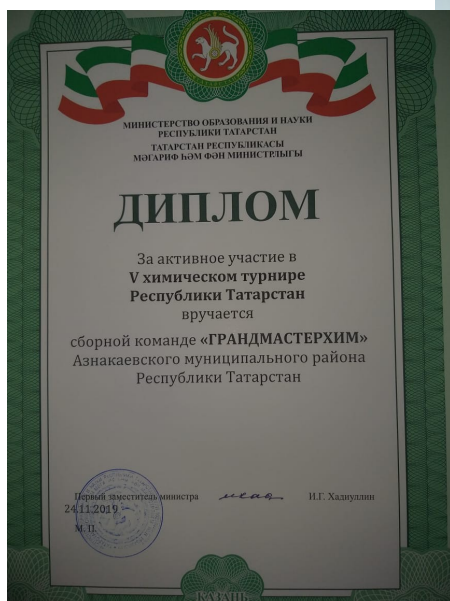 МИНИСТЕРСТВО ОБРАЗОВАНИЯ И НАУКИ
РЕСПУБЛИКИ ТАТАРСТАН
ТАТАРСТАН РЕСПУБЛИКАСЫ
МӘГАРИФ ҺӘМ ФӘН МИНИСТРЛЫГЫ
ДИПЛОМ
За активное участие в
V химическом турнире
Республики Татарстан
вручается
сборной команде «ГРАНДМАСТЕРХИМ»
Азнакаевского муниципального района
Республики Татарстан
Первый заместитель министра И.Г. Хадиуллин
24.11.2019
М. П.
КАЗАНЬ